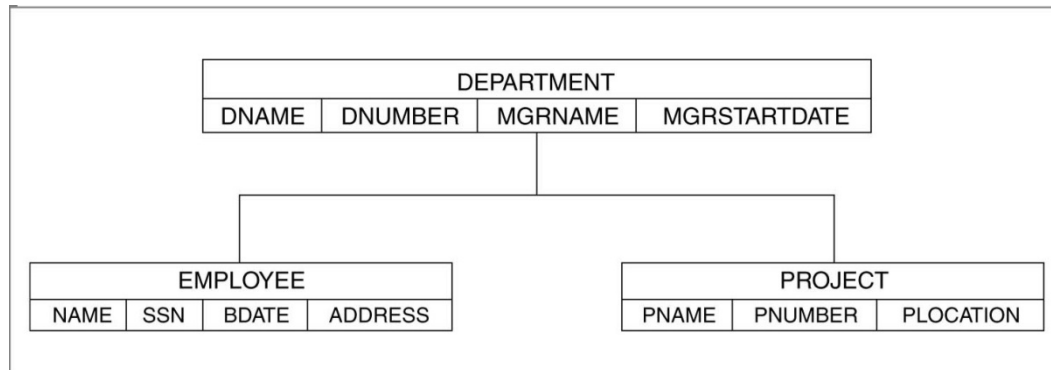 DEPARTMENT
DNAME DNUMBER MGRNAME MGRSTARTDATE
EMPLOYEE
NAME SSN BDATE ADDRESS
PROJECT
PNAME PNUMBER PLOCATION